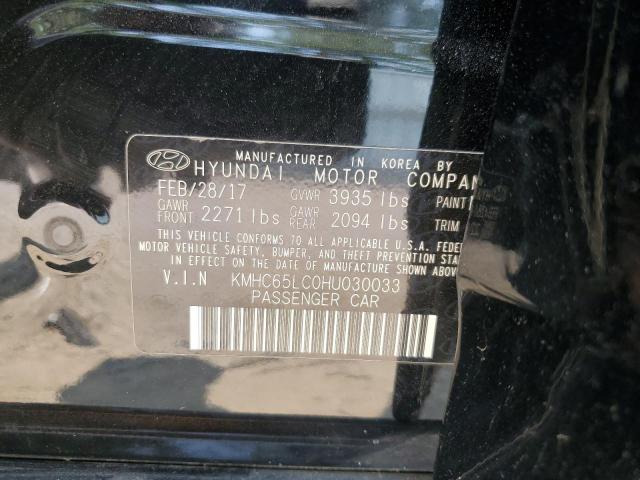 MANUFACTURED IN KOREA BY
HYUNDAI MOTOR COMPAN
FEB/28/17 GVWR 3935 lbs PAINT
GAWR FRONT 2271 lbs GAWR REAR 2094 lbs TRIM
THIS VEHICLE CONFORMS TO ALL APPLICABLE U.S.A. FEDE
MOTOR VEHICLE SAFETY, BUMPER, AND THEFT PREVENTION STA
IN EFFECT ON THE DATE OF MANUFACTURE SHOWN ABOV
V.I.N KMHC65LC0HU030033
PASSENGER CAR